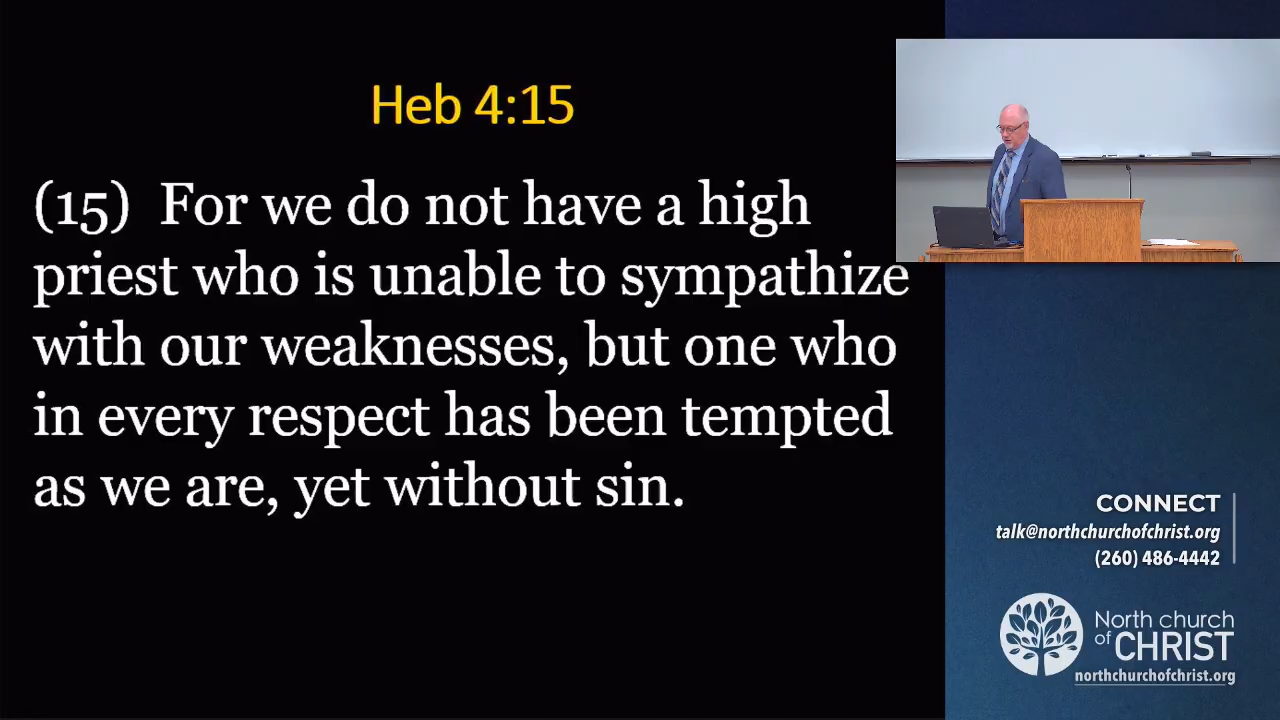 Heb 4:15
(15)  For we do not have a high
priest who is unable to sympathize
with our weaknesses, but one who
in every respect has been tempted
as we are, yet without sin.
CONNECT
talk@northchurchofchrist.org
(260) 486-4442
North church
of CHRIST
northchurchofchrist.org